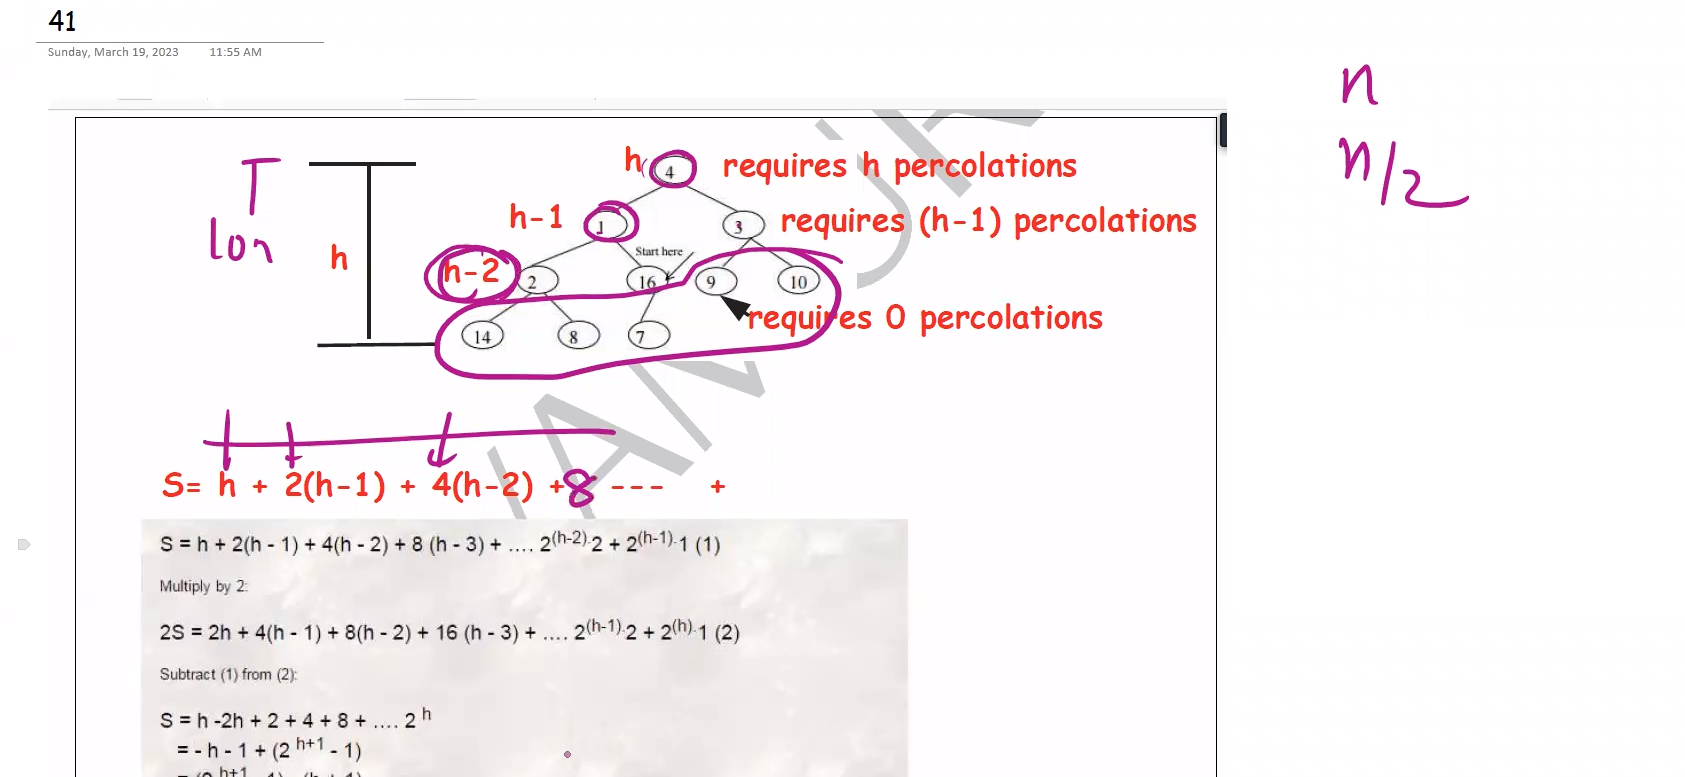 41
Sunday, March 19, 2023 11:55 AM
n
n/2
h 4 requires h percolations
h-1 1 3 requires (h-1) percolations
Start here
h
h-2 2 16 9 10
requires 0 percolations
14 8 7
S= h + 2(h-1) + 4(h-2) +8 --- +
S = h + 2(h - 1) + 4(h - 2) + 8 (h - 3) + .... 2^(h-2)·2 + 2^(h-1)·1 (1)
Multiply by 2:
2S = 2h + 4(h - 1) + 8(h - 2) + 16 (h - 3) + .... 2^(h-1)·2 + 2^(h)·1 (2)
Subtract (1) from (2):
S = h -2h + 2 + 4 + 8 + .... 2^h
= - h - 1 + (2^h+1 - 1)